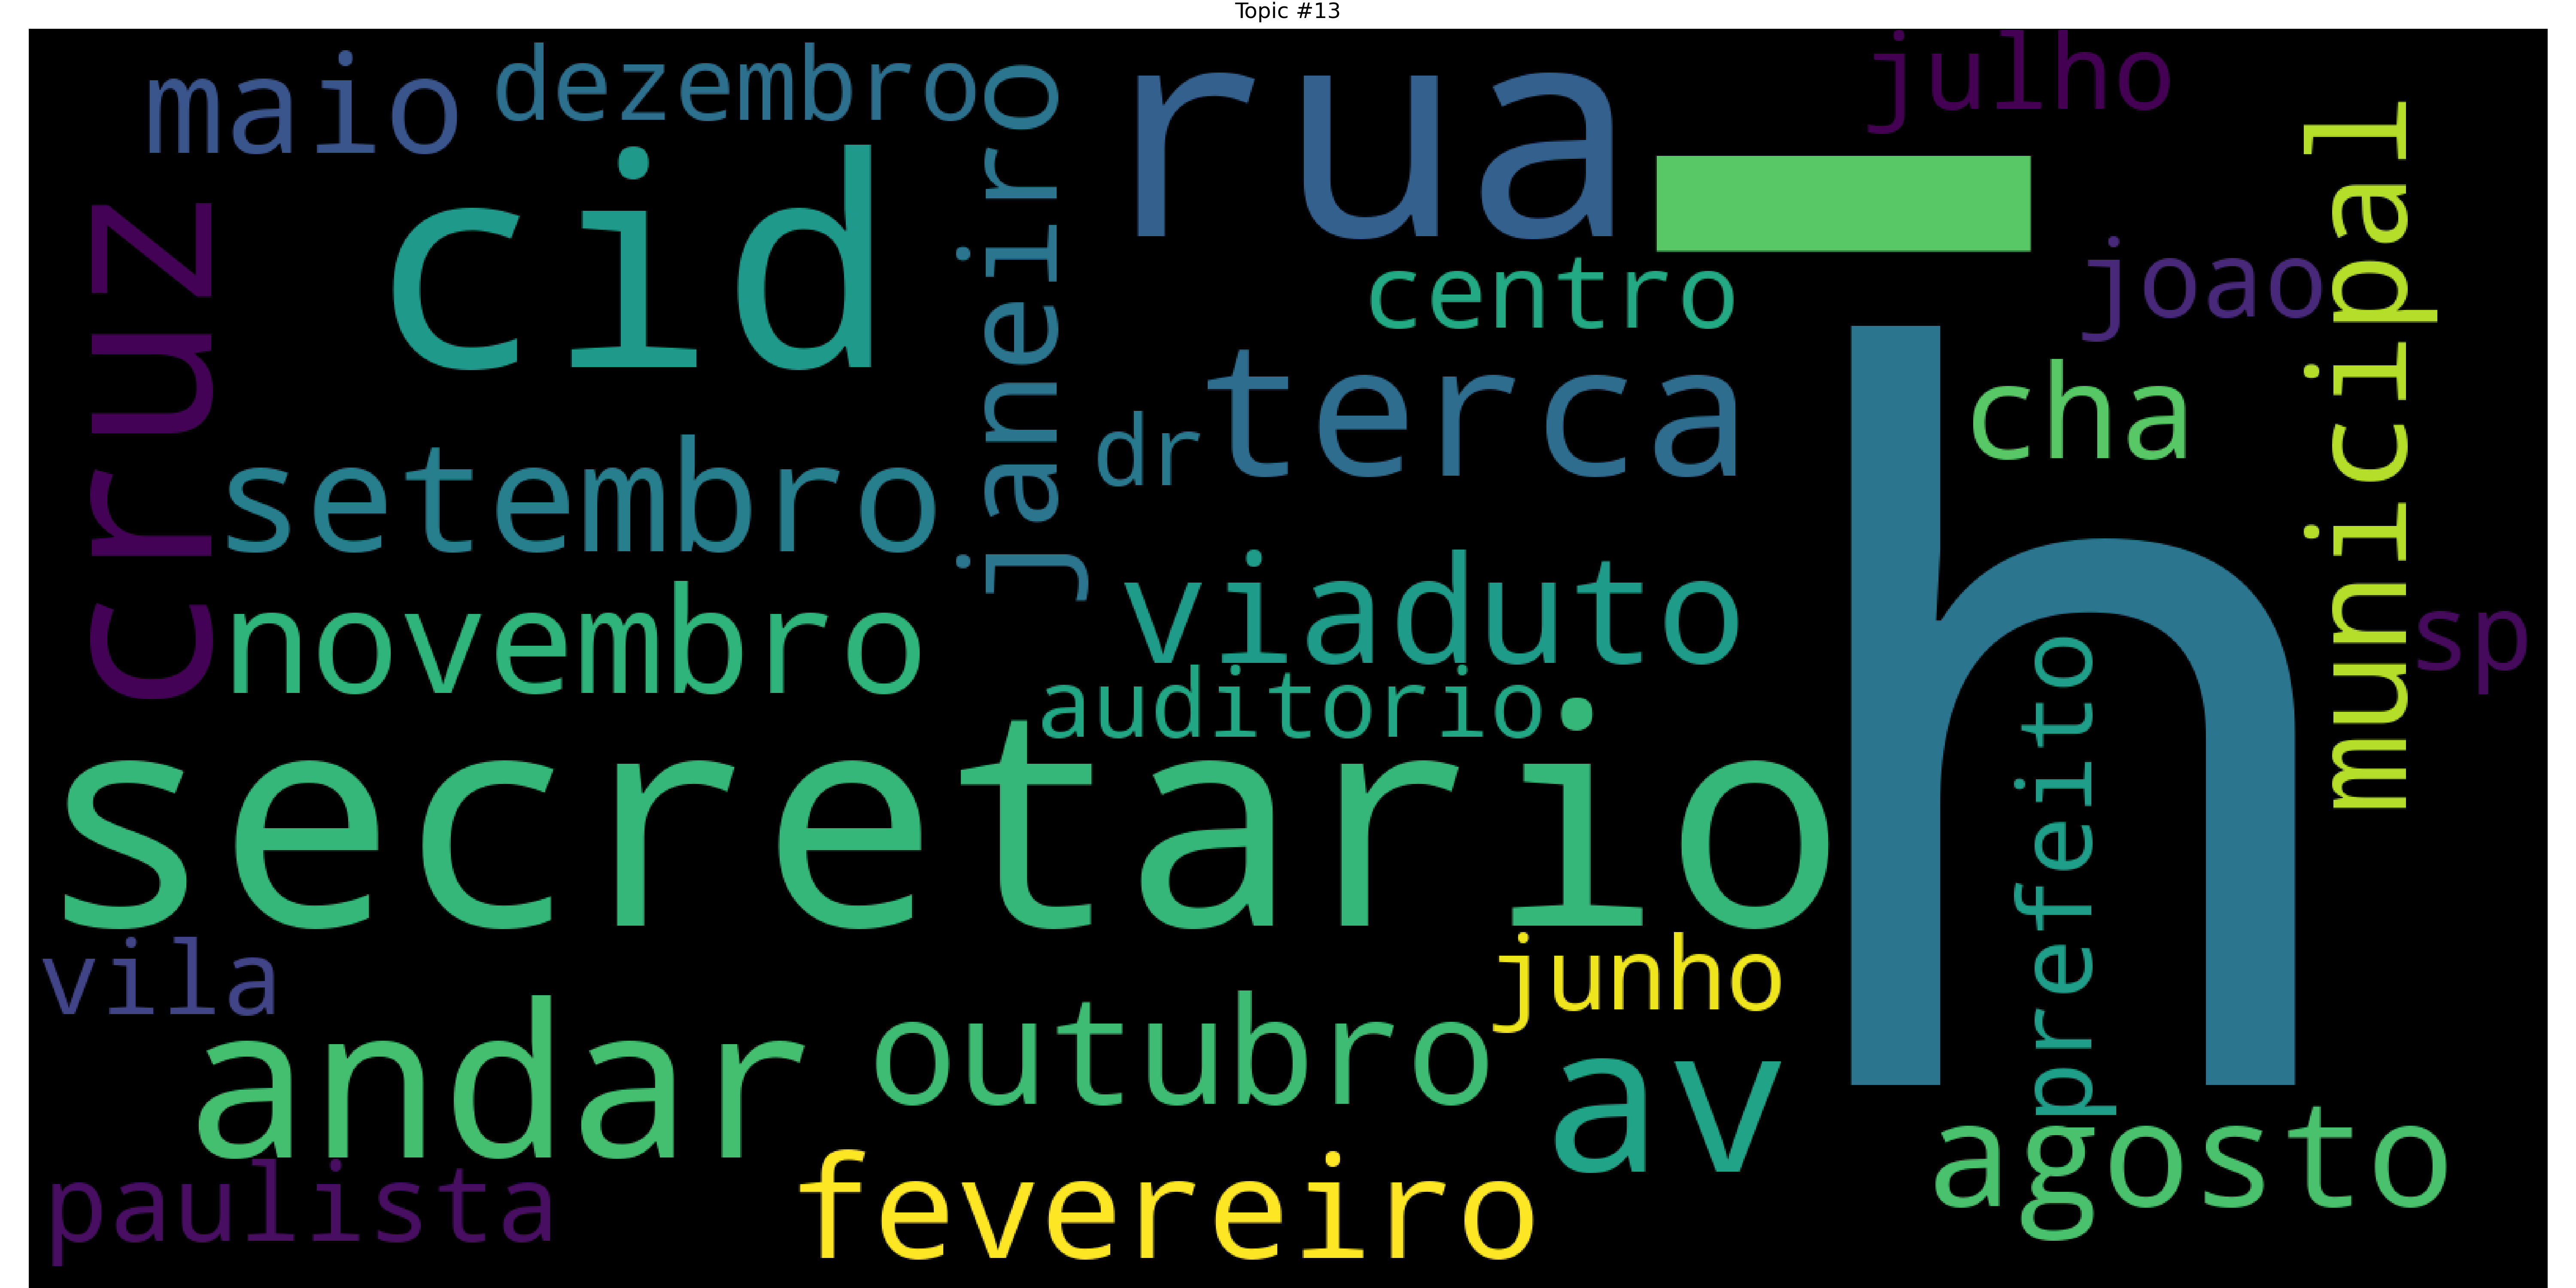 Topic #13
maio
dezembro
janeiro
rua
julho
cid
cruz
–
centro
joao
municipal
terca
cha
dr
setembro
viaduto
h
novembro
auditorio
sp
prefeito
secretario
vila
junho
andar
outubro
av
agosto
paulista
fevereiro